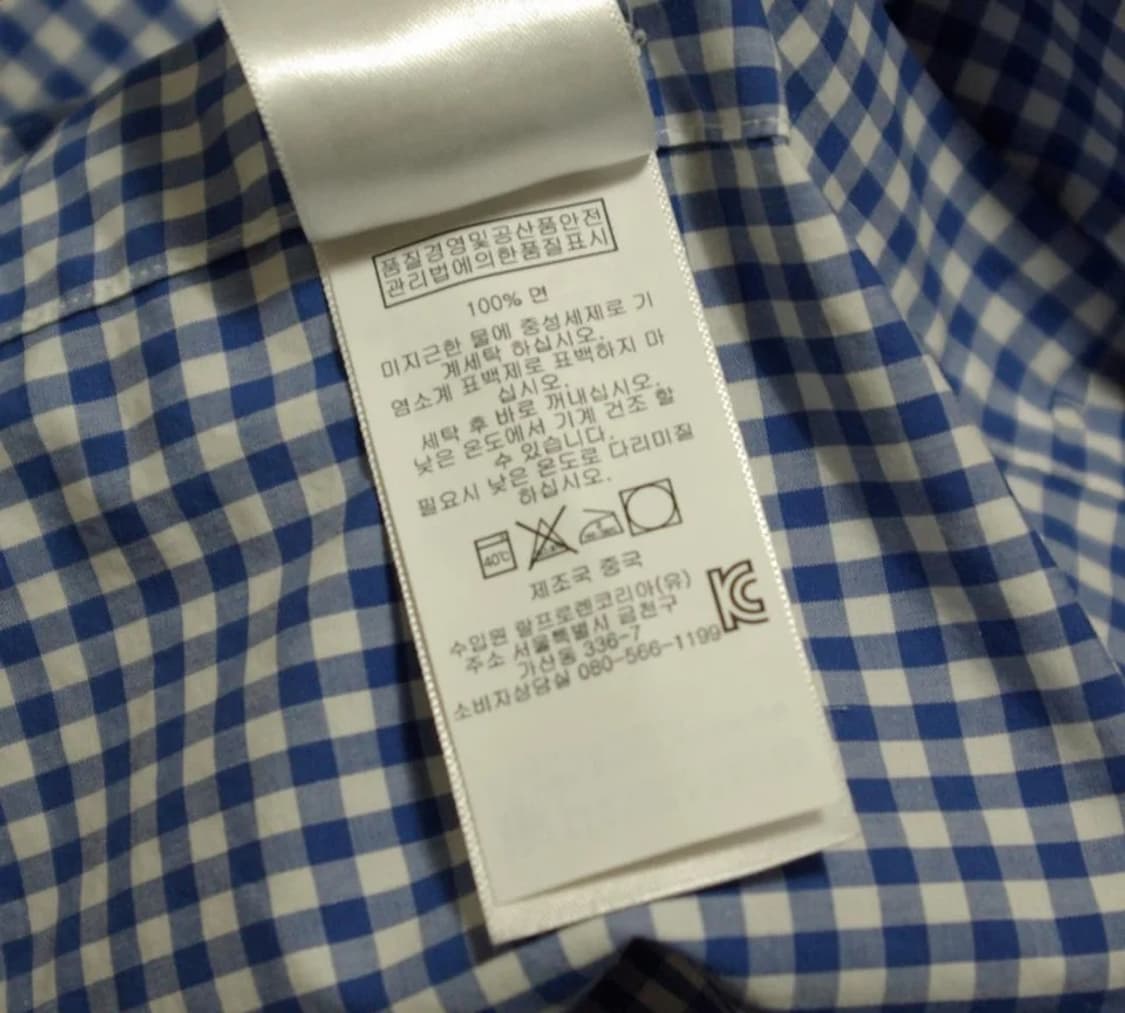 품질경영및공산품안전
관리법에의한품질표시
100% 면
미지근한 물에 중성세제로 기
계세탁 하십시오.
염소계 표백제로 표백하지 마
십시오.
세탁 후 바로 꺼내십시오.
낮은 온도에서 기계 건조 할
수 있습니다.
필요시 낮은 온도로 다리미질
하십시오.
40℃
제조국 중국
수입원 랄프로렌코리아(유)
주소 서울특별시 금천구
가산동 336-7
소비자상담실 080-566-1199